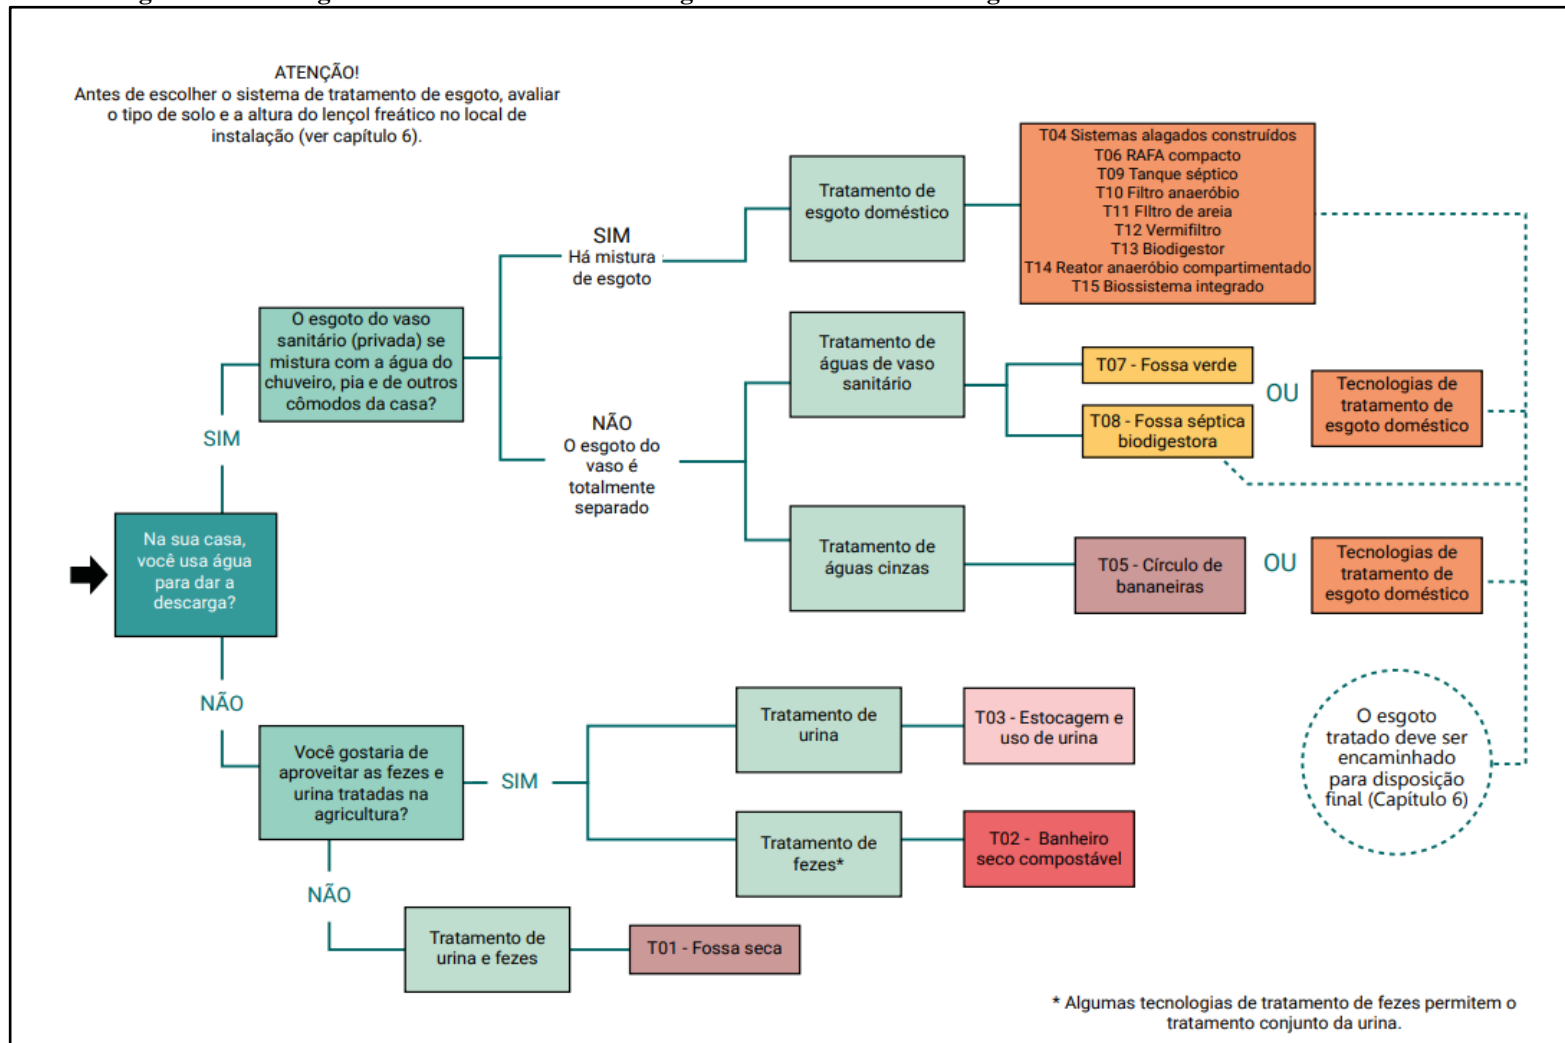 ATENÇÃO!
Antes de escolher o sistema de tratamento de esgoto, avaliar
o tipo de solo e a altura do lençol freático no local de
instalação (ver capítulo 6).
Na sua casa,
você usa água
para dar a
descarga?
SIM
O esgoto do vaso
sanitário (privada) se
mistura com a água do
chuveiro, pia e de outros
cômodos da casa?
SIM
Há mistura
de esgoto
Tratamento de
esgoto doméstico
T04 Sistemas alagados construídos
T06 RAFA compacto
T09 Tanque séptico
T10 Filtro anaeróbio
T11 FIltro de areia
T12 Vermifiltro
T13 Biodigestor
T14 Reator anaeróbio compartimentado
T15 Biossistema integrado
NÃO
O esgoto do
vaso é
totalmente
separado
Tratamento de
águas de vaso
sanitário
T07 - Fossa verde
T08 - Fossa séptica
biodigestora
OU
Tecnologias de
tratamento de
esgoto doméstico
Tratamento de
águas cinzas
T05 - Círculo de
bananeiras
OU
Tecnologias de
tratamento de
esgoto doméstico
NÃO
Você gostaria de
aproveitar as fezes e
urina tratadas na
agricultura?
SIM
Tratamento de
urina
T03 - Estocagem e
uso de urina
Tratamento de
fezes*
T02 - Banheiro
seco compostável
NÃO
Tratamento de
urina e fezes
T01 - Fossa seca
O esgoto
tratado deve ser
encaminhado
para disposição
final (Capítulo 6)
* Algumas tecnologias de tratamento de fezes permitem o
tratamento conjunto da urina.